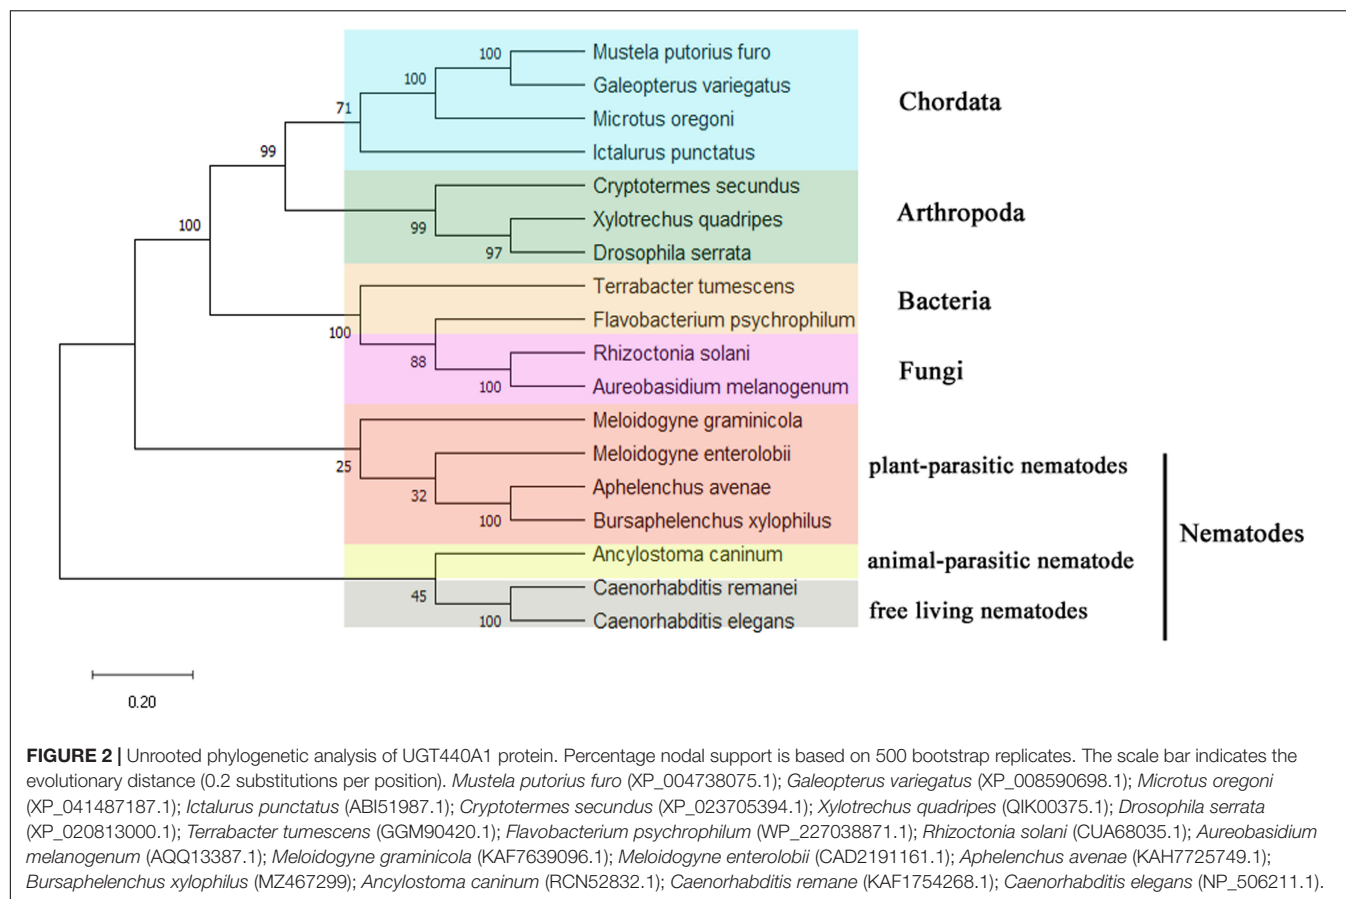 100
Mustela putorius furo
100
Galeopterus variegatus
Chordata
71
Microtus oregoni
99
Ictalurus punctatus
Cryptotermes secundus
100
99
Xylotrechus quadripes
Arthropoda
97
Drosophila serrata
Terrabacter tumescens
Bacteria
100
Flavobacterium psychrophilum
88
Rhizoctonia solani
Fungi
100
Aureobasidium melanogenum
Meloidogyne graminicola
25
Meloidogyne enterolobii
plant-parasitic nematodes
32
Aphelenchus avenae
100
Bursaphelenchus xylophilus
Nematodes
Ancylostoma caninum
animal-parasitic nematode
45
Caenorhabditis remanei
free living nematodes
100
Caenorhabditis elegans
0.20
FIGURE 2 | Unrooted phylogenetic analysis of UGT440A1 protein. Percentage nodal support is based on 500 bootstrap replicates. The scale bar indicates the
evolutionary distance (0.2 substitutions per position). Mustela putorius furo (XP_004738075.1); Galeopterus variegatus (XP_008590698.1); Microtus oregoni
(XP_041487187.1); Ictalurus punctatus (ABI51987.1); Cryptotermes secundus (XP_023705394.1); Xylotrechus quadripes (QIK00375.1); Drosophila serrata
(XP_020813000.1); Terrabacter tumescens (GGM90420.1); Flavobacterium psychrophilum (WP_227038871.1); Rhizoctonia solani (CUA68035.1); Aureobasidium
melanogenum (AQQ13387.1); Meloidogyne graminicola (KAF7639096.1); Meloidogyne enterolobii (CAD2191161.1); Aphelenchus avenae (KAH7725749.1);
Bursaphelenchus xylophilus (MZ467299); Ancylostoma caninum (RCN52832.1); Caenorhabditis remane (KAF1754268.1); Caenorhabditis elegans (NP_506211.1).